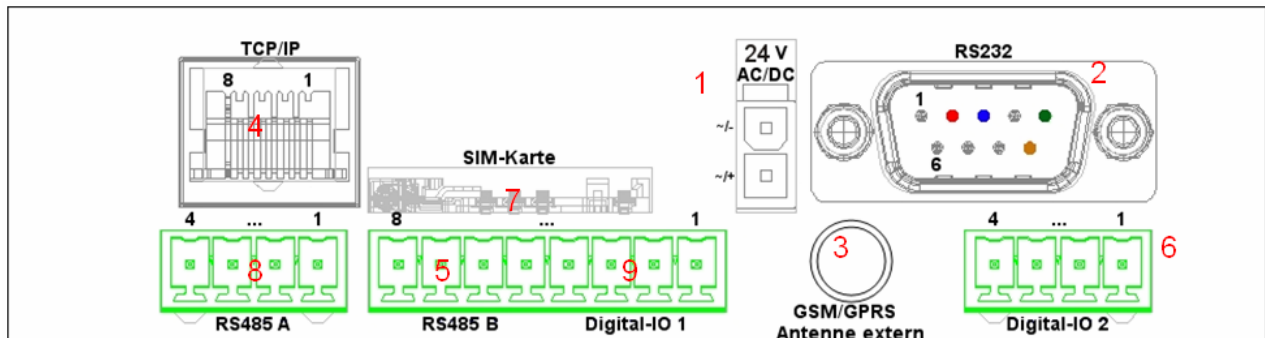 TCP/IP
8 1
4
SIM-Karte
7
24 V
AC/DC
1
~/-
~/+
RS232
2
1
6
4 ... 1
8
RS485 A
8 ... 1
5 9
RS485 B Digital-IO 1
3
GSM/GPRS
Antenne extern
4 ... 1
6
Digital-IO 2